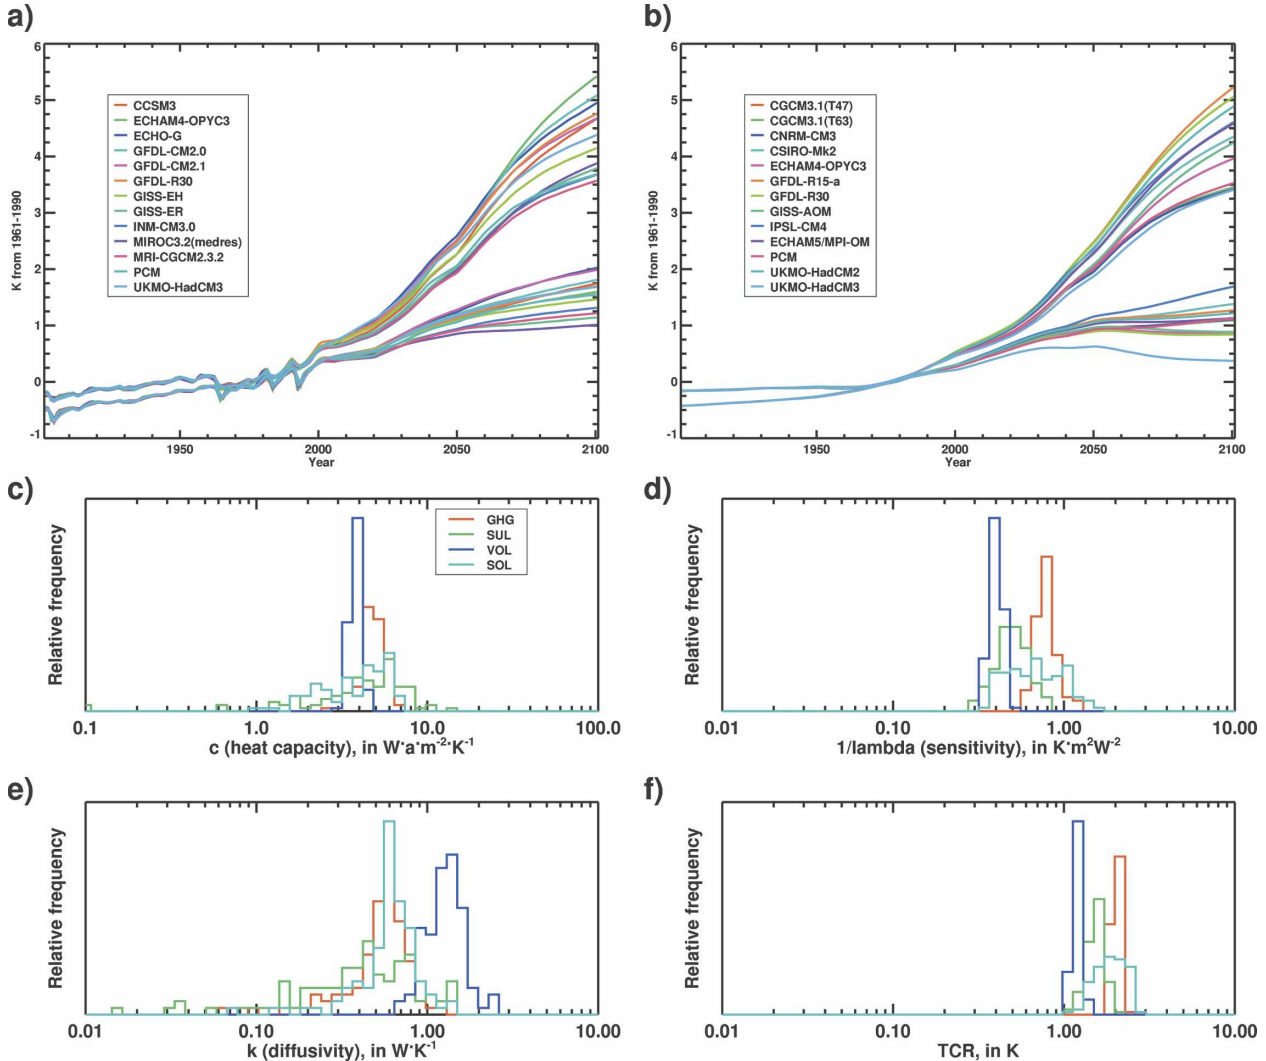 a)
6
5
4
3
2
1
0
-1
K from 1961-1990
CCSM3
ECHAM4-OPYC3
ECHO-G
GFDL-CM2.0
GFDL-CM2.1
GFDL-R30
GISS-EH
GISS-ER
INM-CM3.0
MIROC3.2(medres)
MRI-CGCM2.3.2
PCM
UKMO-HadCM3
1950 2000 2050 2100
Year
b)
6
5
4
3
2
1
0
-1
K from 1961-1990
CGCM3.1(T47)
CGCM3.1(T63)
CNRM-CM3
CSIRO-Mk2
ECHAM4-OPYC3
GFDL-R15-a
GFDL-R30
GISS-AOM
IPSL-CM4
ECHAM5/MPI-OM
PCM
UKMO-HadCM2
UKMO-HadCM3
1950 2000 2050 2100
Year
c)
Relative frequency
GHG
SUL
VOL
SOL
0.1 1.0 10.0 100.0
c (heat capacity), in W·a·m-2·K-1
d)
Relative frequency
0.01 0.10 1.00 10.00
1/lambda (sensitivity), in K·m2W-2
e)
Relative frequency
0.01 0.10 1.00 10.00
k (diffusivity), in W·K-1
f)
Relative frequency
0.01 0.10 1.00 10.00
TCR, in K